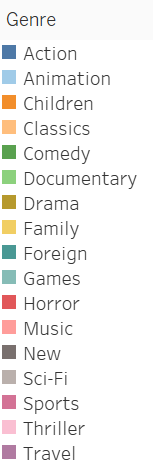 Genre
Action
Animation
Children
Classics
Comedy
Documentary
Drama
Family
Foreign
Games
Horror
Music
New
Sci-Fi
Sports
Thriller
Travel